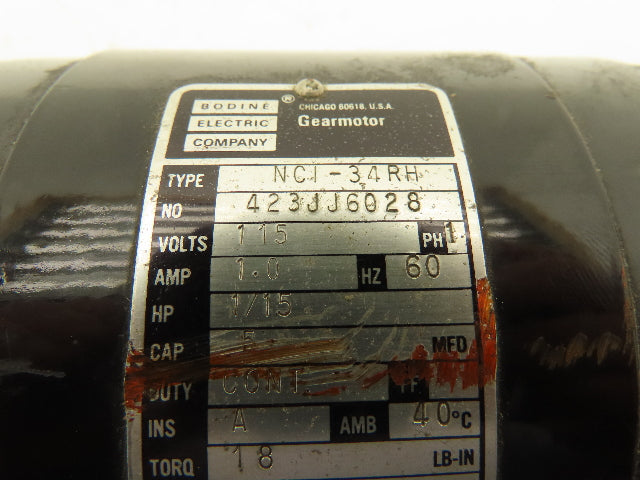 BODINE ® CHICAGO 60618, U.S.A.
ELECTRIC Gearmotor
COMPANY
TYPE NCI-34RH
NO 423JJ6028
VOLTS 115 PH 1
AMP 1.0 HZ 60
HP 1/15
CAP 5 MFD
DUTY CONT
INS A AMB 40°C
TORQ 18 LB-IN